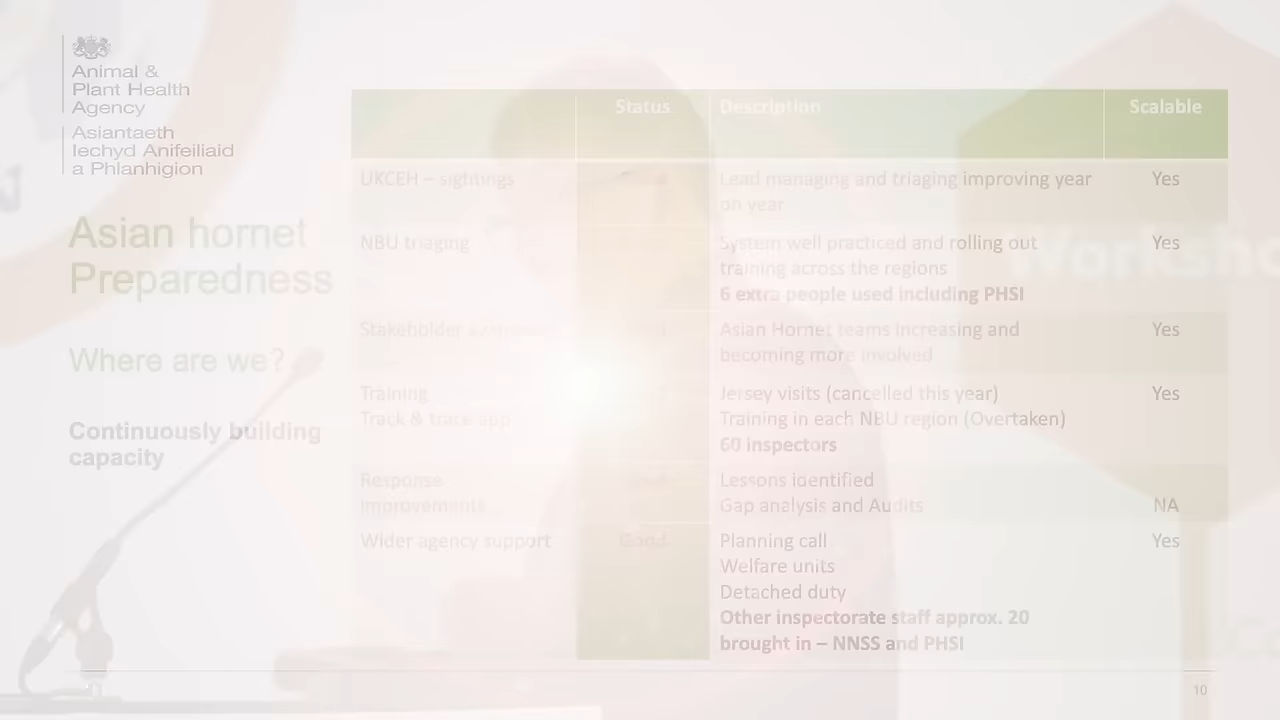 Animal &
Plant Health
Agency
Asiantaeth
Iechyd Anifeiliaid
a Phlanhigion
Asian hornet
Preparedness
Where are we?
Continuously building
capacity
Status Description Scalable
UKCEH – sightings Lead managing and triaging improving year Yes
on year
NBU triaging System well practiced and rolling out Yes
training across the regions
6 extra people used including PHSI
Stakeholder Asian Hornet teams increasing and Yes
becoming more involved
Training Jersey visits (cancelled this year) Yes
Track & trace app Training in each NBU region (Overtaken)
60 inspectors
Response Lessons identified
improvements Gap analysis and Audits NA
Wider agency support Good Planning call Yes
Welfare units
Detached duty
Other inspectorate staff approx. 20
brought in – NNSS and PHSI
10